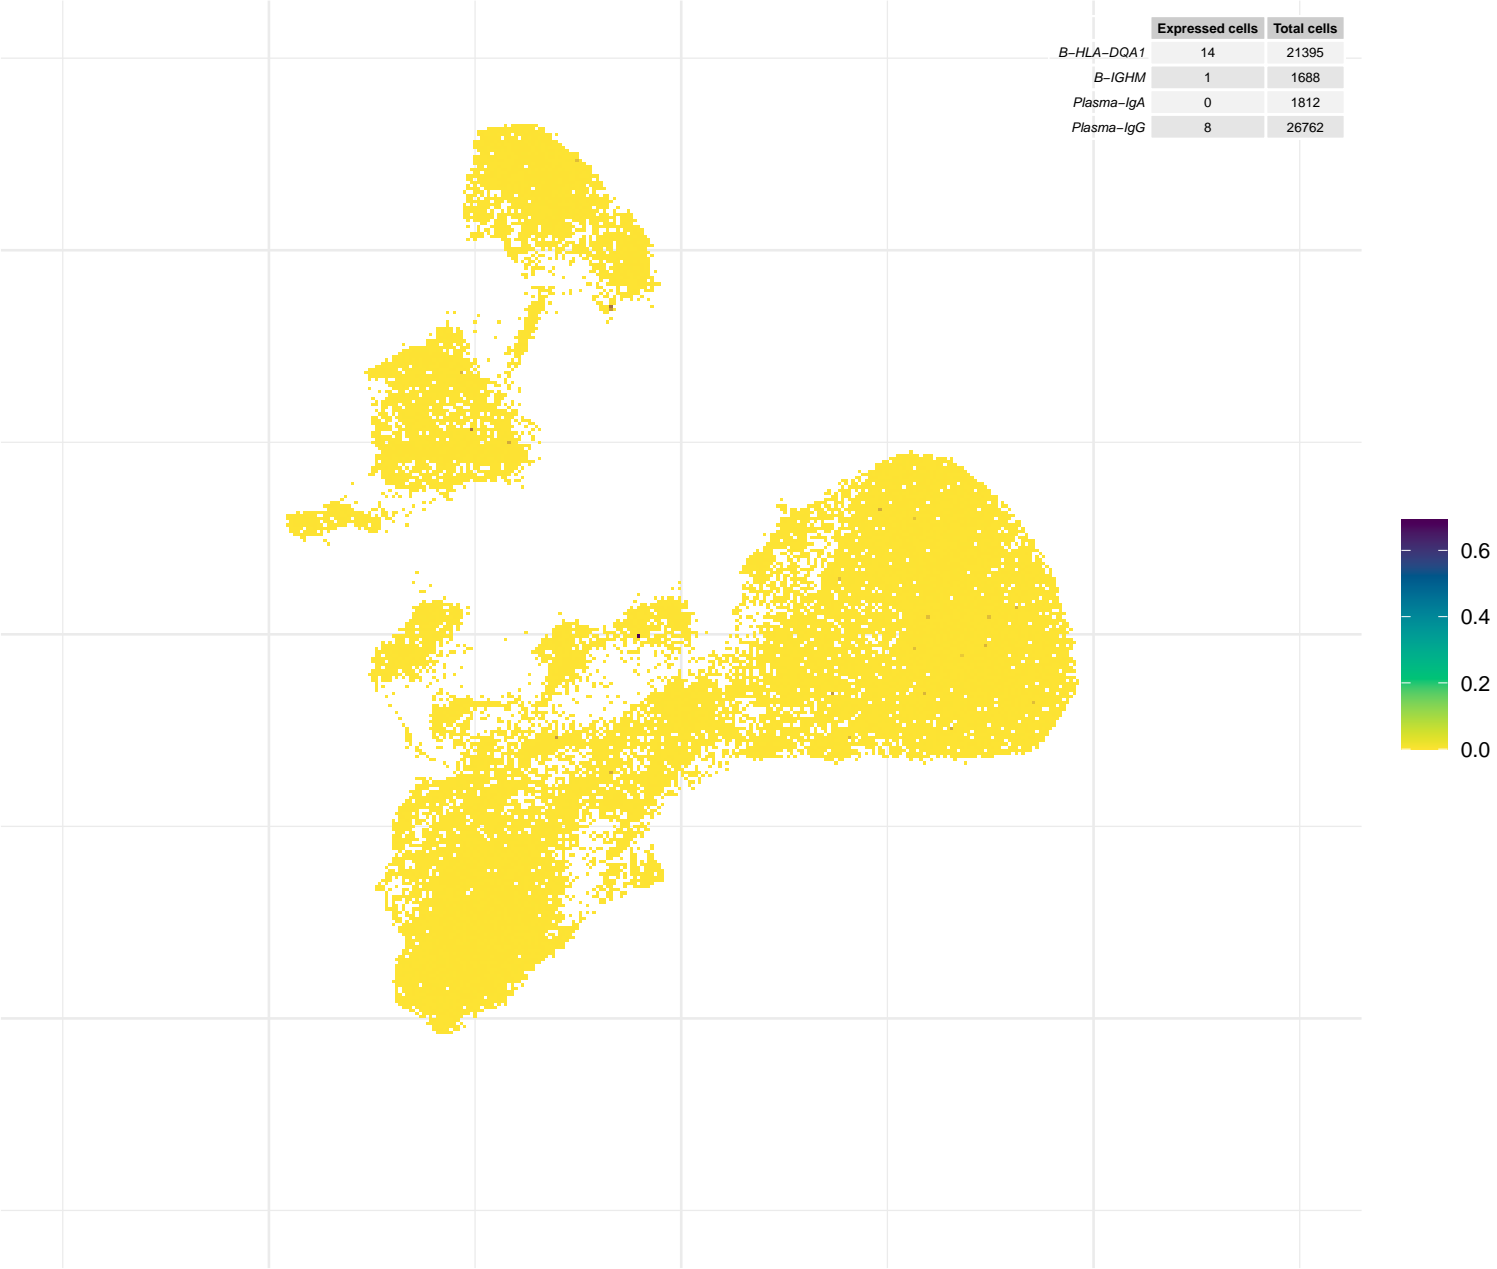 Expressed cells Total cells
B−HLA−DQA1 14 21395
B−IGHM 1 1688
Plasma−IgA 0 1812
Plasma−IgG 8 26762
0.6
0.4
0.2
0.0